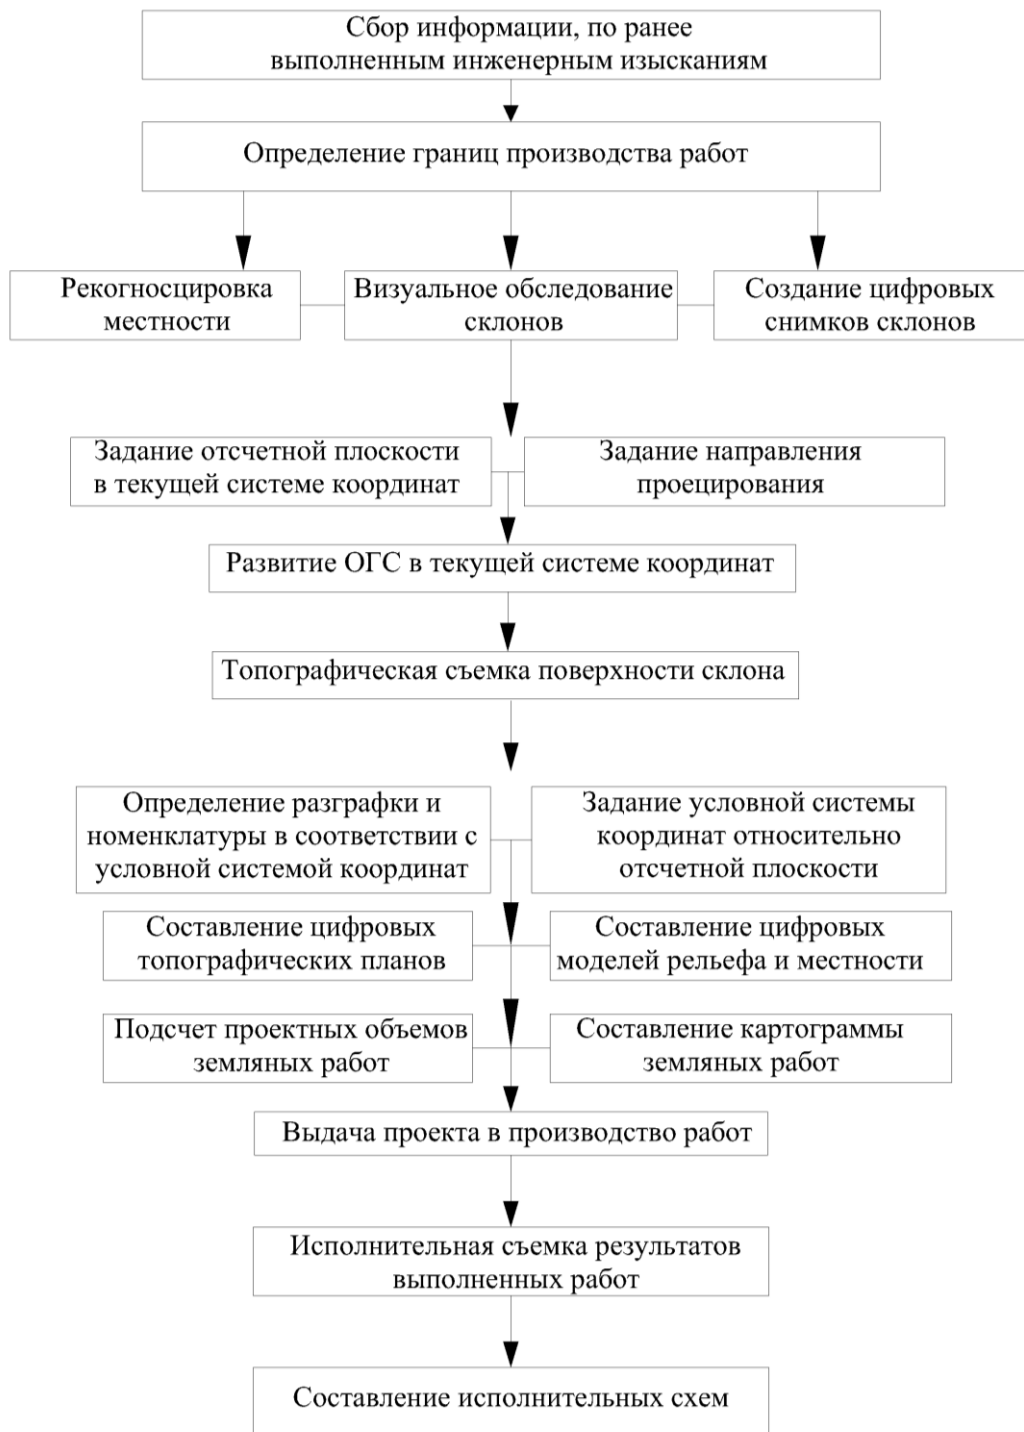 Сбор информации, по ранее
выполненным инженерным изысканиям
Определение границ производства работ
Рекогносцировка
местности
Визуальное обследование
склонов
Создание цифровых
снимков склонов
Задание отсчетной плоскости
в текущей системе координат
Задание направления
проецирования
Развитие ОГС в текущей системе координат
Топографическая съемка поверхности склона
Определение разграфки и
номенклатуры в соответствии с
условной системой координат
Задание условной системы
координат относительно
отсчетной плоскости
Составление цифровых
топографических планов
Составление цифровых
моделей рельефа и местности
Подсчет проектных объемов
земляных работ
Составление картограммы
земляных работ
Выдача проекта в производство работ
Исполнительная съемка результатов
выполненных работ
Составление исполнительных схем